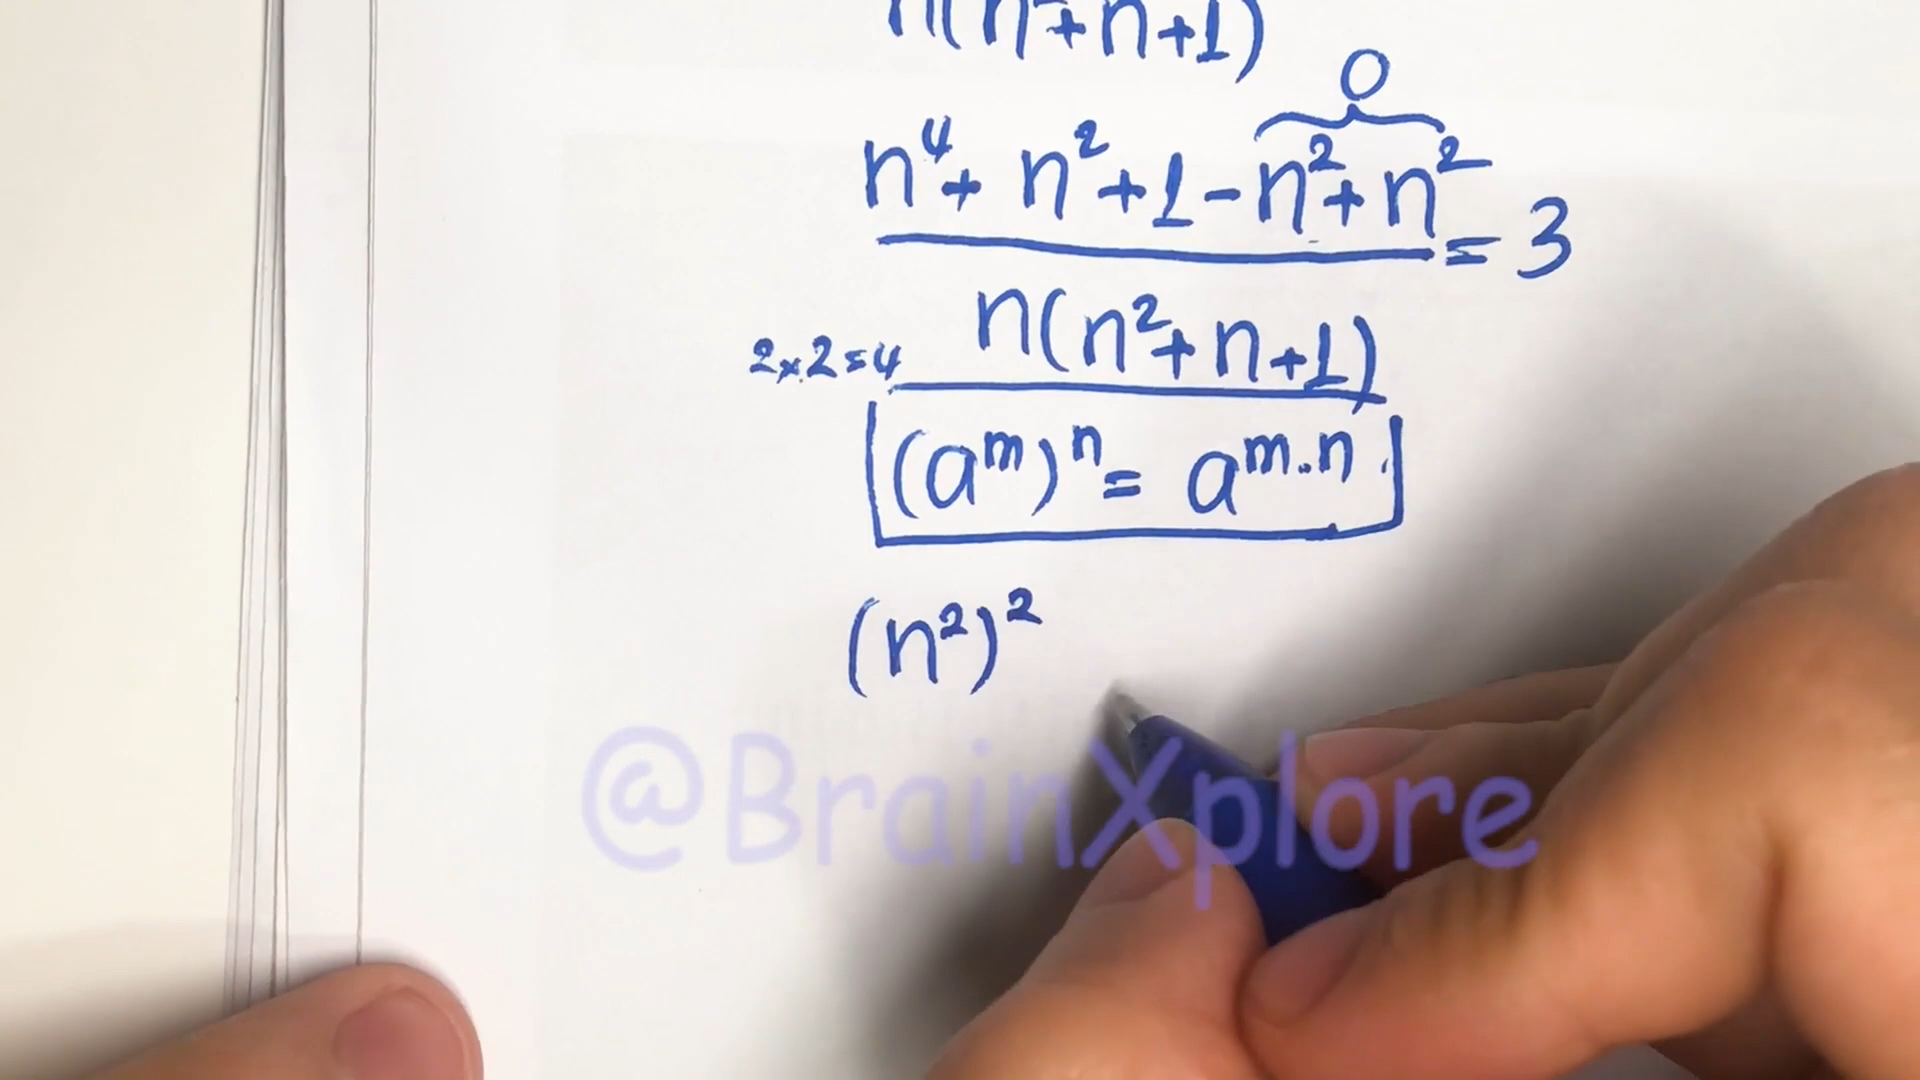 n(n²+n+1)
0
n⁴+ n²+1-n²+n² = 3
n(n²+n+1)
2×2=4
(aᵐ)ⁿ= aᵐ·ⁿ
(n²)²
@BrainXplore